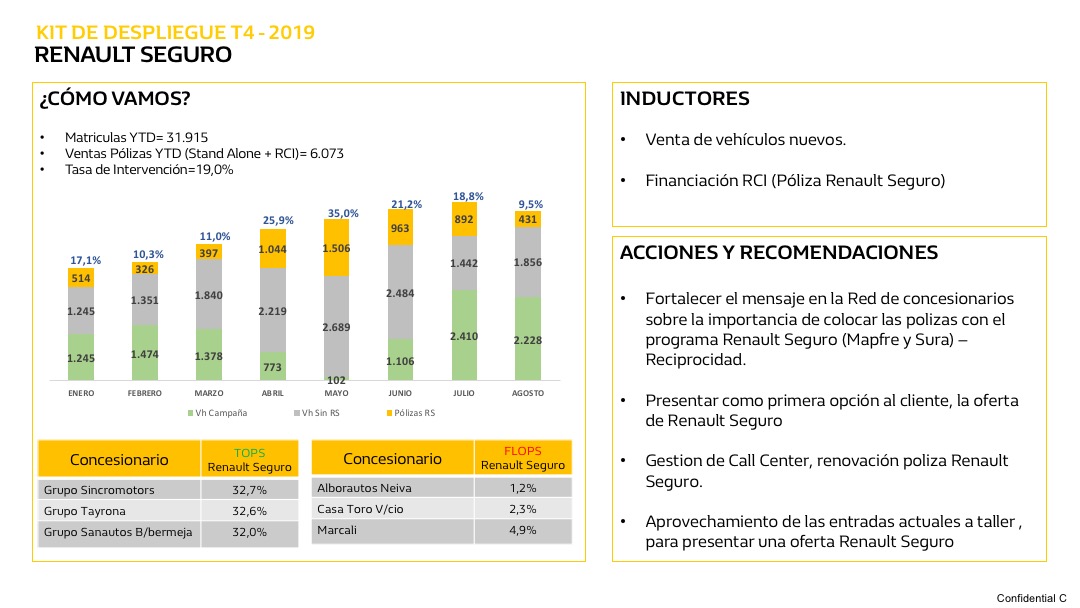 KIT DE DESPLIEGUE T4 - 2019
RENAULT SEGURO
¿CÓMO VAMOS?
• Matriculas YTD= 31.915
• Ventas Pólizas YTD (Stand Alone + RCI)= 6.073
• Tasa de Intervención=19,0%
17,1% 10,3% 11,0% 25,9% 35,0% 21,2% 18,8% 9,5%
514 326 397 1.044 1.506 963 892 431
1.245 1.351 1.840 2.219 2.689 2.484 1.442 1.856
1.245 1.474 1.378 773 102 1.106 2.410 2.228
ENERO FEBRERO MARZO ABRIL MAYO JUNIO JULIO AGOSTO
Vh Campaña Vh Sin RS Pólizas RS
Concesionario TOPS Renault Seguro
Grupo Sincromotors 32,7%
Grupo Tayrona 32,6%
Grupo Sanautos B/bermeja 32,0%
Concesionario FLOPS Renault Seguro
Alborautos Neiva 1,2%
Casa Toro V/cio 2,3%
Marcali 4,9%
INDUCTORES
• Venta de vehículos nuevos.
• Financiación RCI (Póliza Renault Seguro)
ACCIONES Y RECOMENDACIONES
• Fortalecer el mensaje en la Red de concesionarios
sobre la importancia de colocar las polizas con el
programa Renault Seguro (Mapfre y Sura) –
Reciprocidad.
• Presentar como primera opción al cliente, la oferta
de Renault Seguro
• Gestion de Call Center, renovación poliza Renault
Seguro.
• Aprovechamiento de las entradas actuales a taller ,
para presentar una oferta Renault Seguro
Confidential C